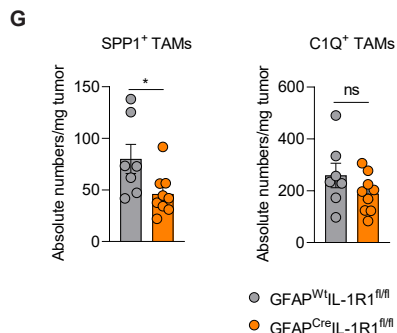 G
SPP1⁺ TAMs
Absolute numbers/mg tumor
150
100
50
0
*
C1Q⁺ TAMs
Absolute numbers/mg tumor
600
400
200
0
ns
GFAP^Wt IL-1R1^fl/fl
GFAP^Cre IL-1R1^fl/fl